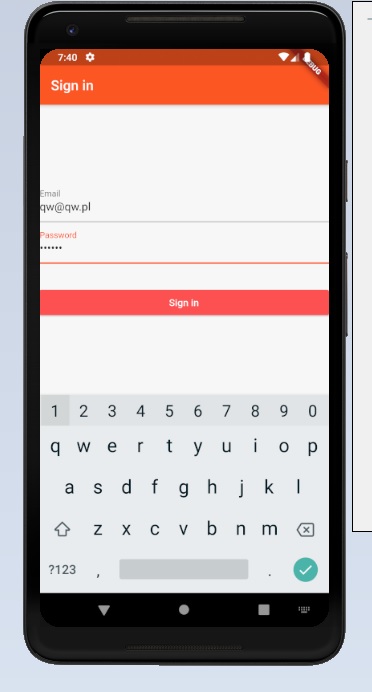 7:40
DEBUG
Sign in
Email
qw@qw.pl
Password
••••••
Sign in
1 2 3 4 5 6 7 8 9 0
q w e r t y u i o p
a s d f g h j k l
z x c v b n m
?123 , .